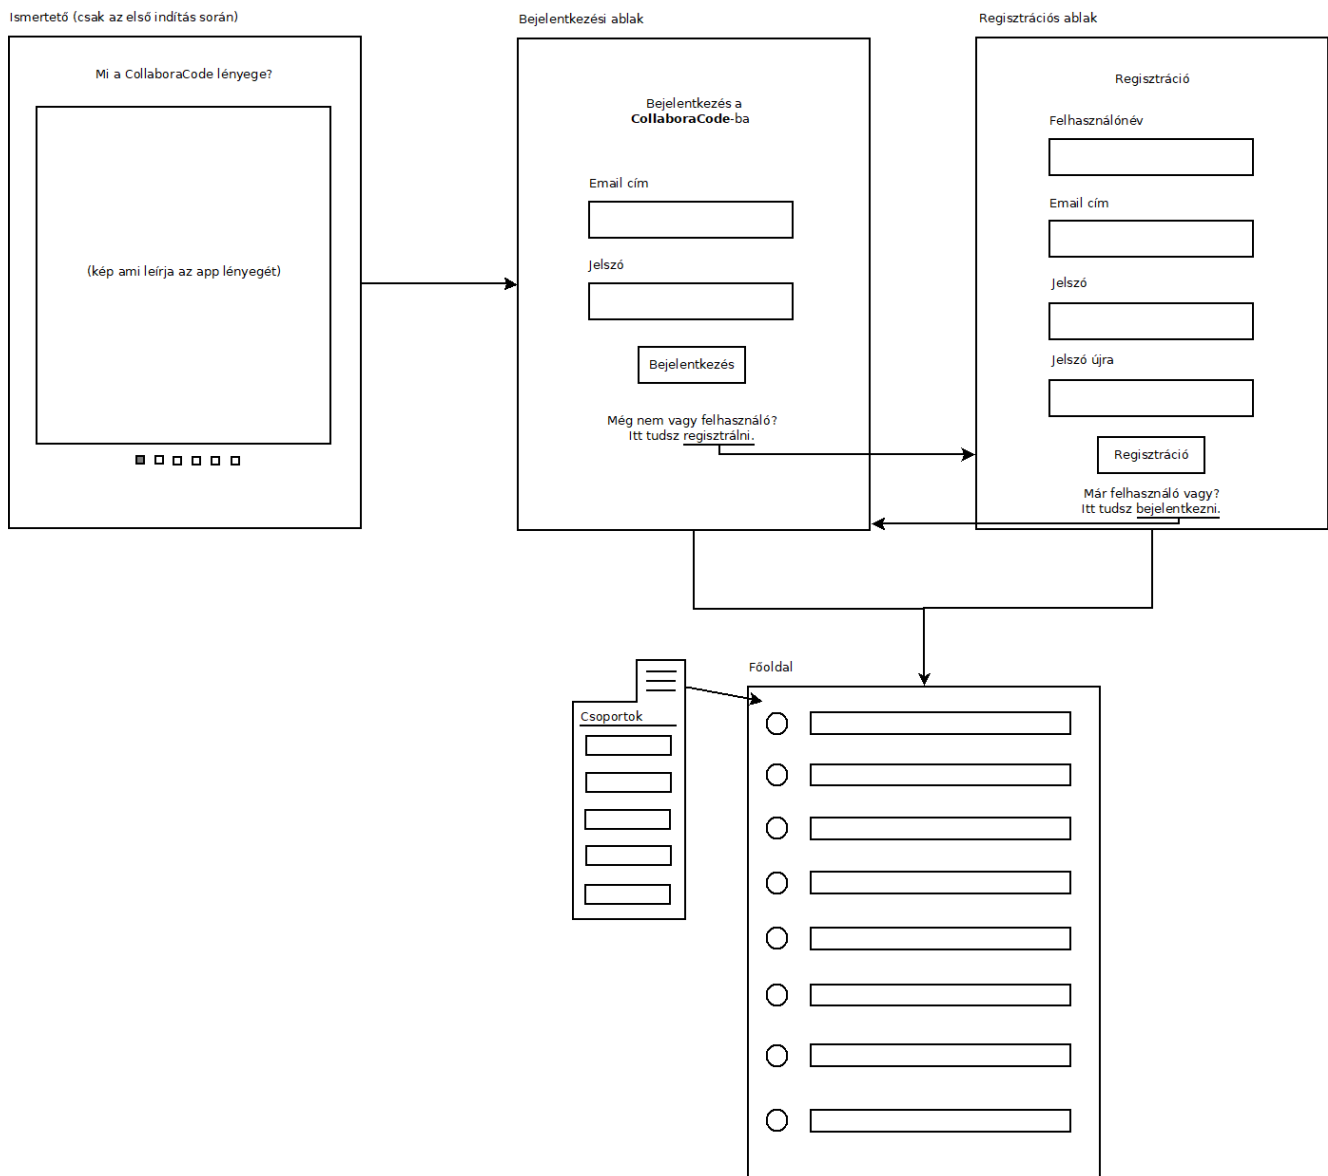 Ismertető (csak az első indítás során)
Mi a CollaboraCode lényege?
(kép ami leírja az app lényegét)
Bejelentkezési ablak
Bejelentkezés a
CollaboraCode-ba
Email cím
Jelszó
Bejelentkezés
Még nem vagy felhasználó?
Itt tudsz regisztrálni.
Regisztrációs ablak
Regisztráció
Felhasználónév
Email cím
Jelszó
Jelszó újra
Regisztráció
Már felhasználó vagy?
Itt tudsz bejelentkezni.
Csoportok
Főoldal